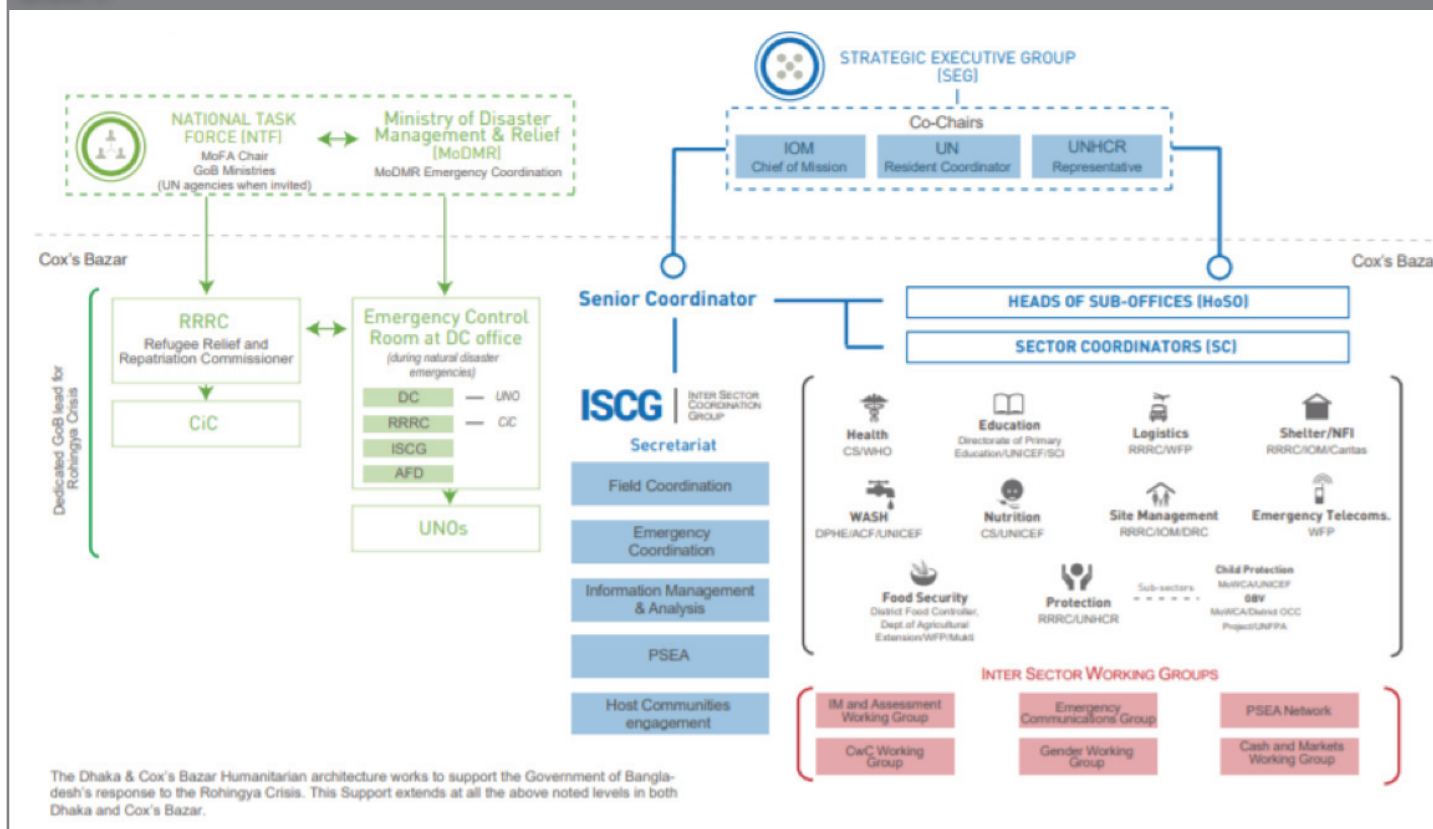 STRATEGIC EXECUTIVE GROUP
(SEG)
Co-Chairs
IOM
Chief of Mission
UN
Resident Coordinator
UNHCR
Representative
NATIONAL TASK
FORCE (NTF)
MoFA Chair
GoB Ministries
(UN agencies when invited)
Ministry of Disaster
Management & Relief
(MoDMR)
MoDMR Emergency Coordination
Cox's Bazar
Cox's Baza
Dedicated GoB lead for
Rohingya Crisis
RRRC
Refugee Relief and
Repatriation Commissioner
CiC
Emergency Control
Room at DC office
(during natural disaster
emergencies)
DC — UNO
RRRC — CiC
ISCG
AFD
UNOs
Senior Coordinator
ISCG
INTER SECTOR
COORDINATION
GROUP
Secretariat
Field Coordination
Emergency
Coordination
Information Management
& Analysis
PSEA
Host Communities
engagement
HEADS OF SUB-OFFICES (HoSO)
SECTOR COORDINATORS (SC)
Health
CS/WHO
Education
Directorate of Primary
Education/UNICEF/SCI
Logistics
RRRC/WFP
Shelter/NFI
RRRC/IOM/Caritas
WASH
DPHE/ACF/UNICEF
Nutrition
CS/UNICEF
Site Management
RRRC/IOM/DRC
Emergency Telecoms.
WFP
Food Security
District Food Controller,
Dept.of Agricultural
Extension/WFP/Mukti
Protection
RRRC/UNHCR
Sub-sectors
Child Protection
MoWCA/UNICEF
GBV
MoWCA/District OCC
Project/UNFPA
INTER SECTOR WORKING GROUPS
IM and Assessment
Working Group
Emergency
Communications Group
PSEA Network
CwC Working
Group
Gender Working
Group
Cash and Markets
Working Group
The Dhaka & Cox's Bazar Humanitarian architecture works to support the Government of Bangla-
desh's response to the Rohingya Crisis. This Support extends at all the above noted levels in both
Dhaka and Cox's Bazar.